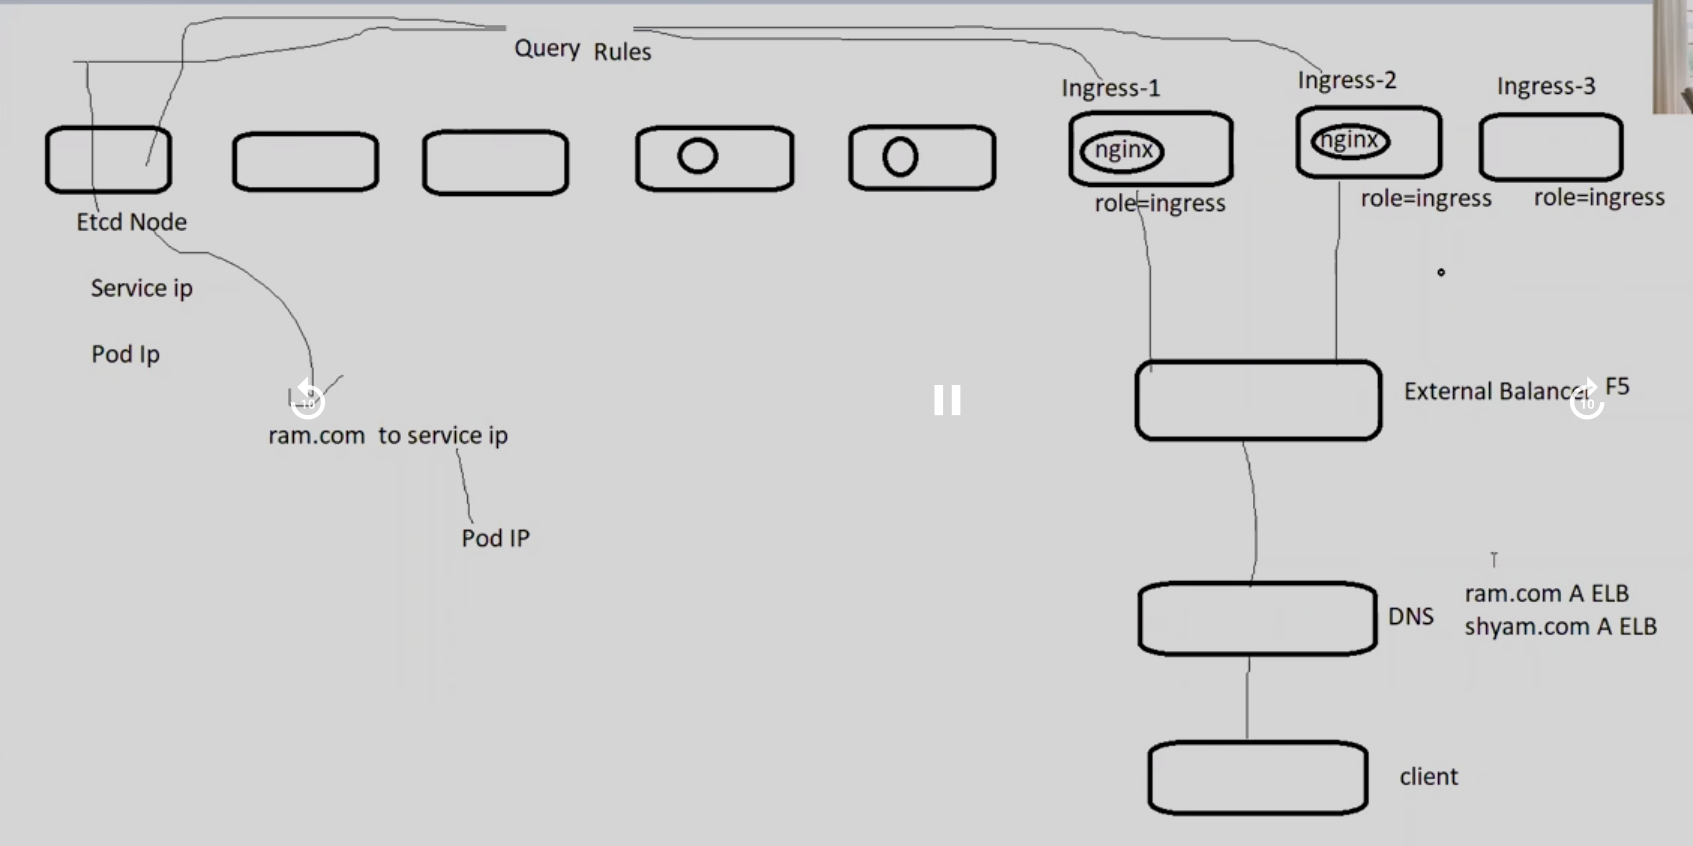 Query Rules
Ingress-1
Ingress-2
Ingress-3
nginx
nginx
role=ingress
role=ingress
role=ingress
Etcd Node
Service ip
Pod Ip
10
10
External Balancer F5
ram.com to service ip
Pod IP
ram.com A ELB
DNS
shyam.com A ELB
client